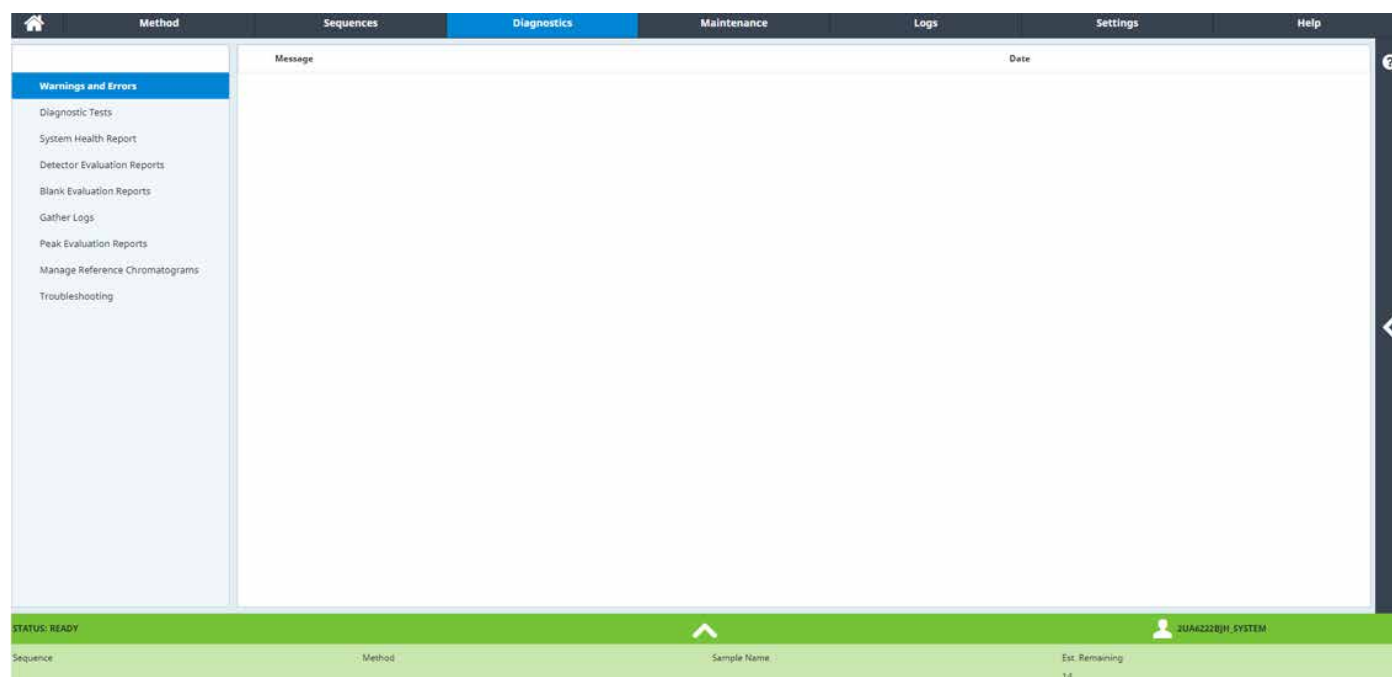 Method Sequences Diagnostics Maintenance Logs Settings Help
Message Date
Warnings and Errors
Diagnostic Tests
System Health Report
Detector Evaluation Reports
Blank Evaluation Reports
Gather Logs
Peak Evaluation Reports
Manage Reference Chromatograms
Troubleshooting
STATUS: READY 2UA6222BJH_SYSTEM
Sequence Method Sample Name Est. Remaining